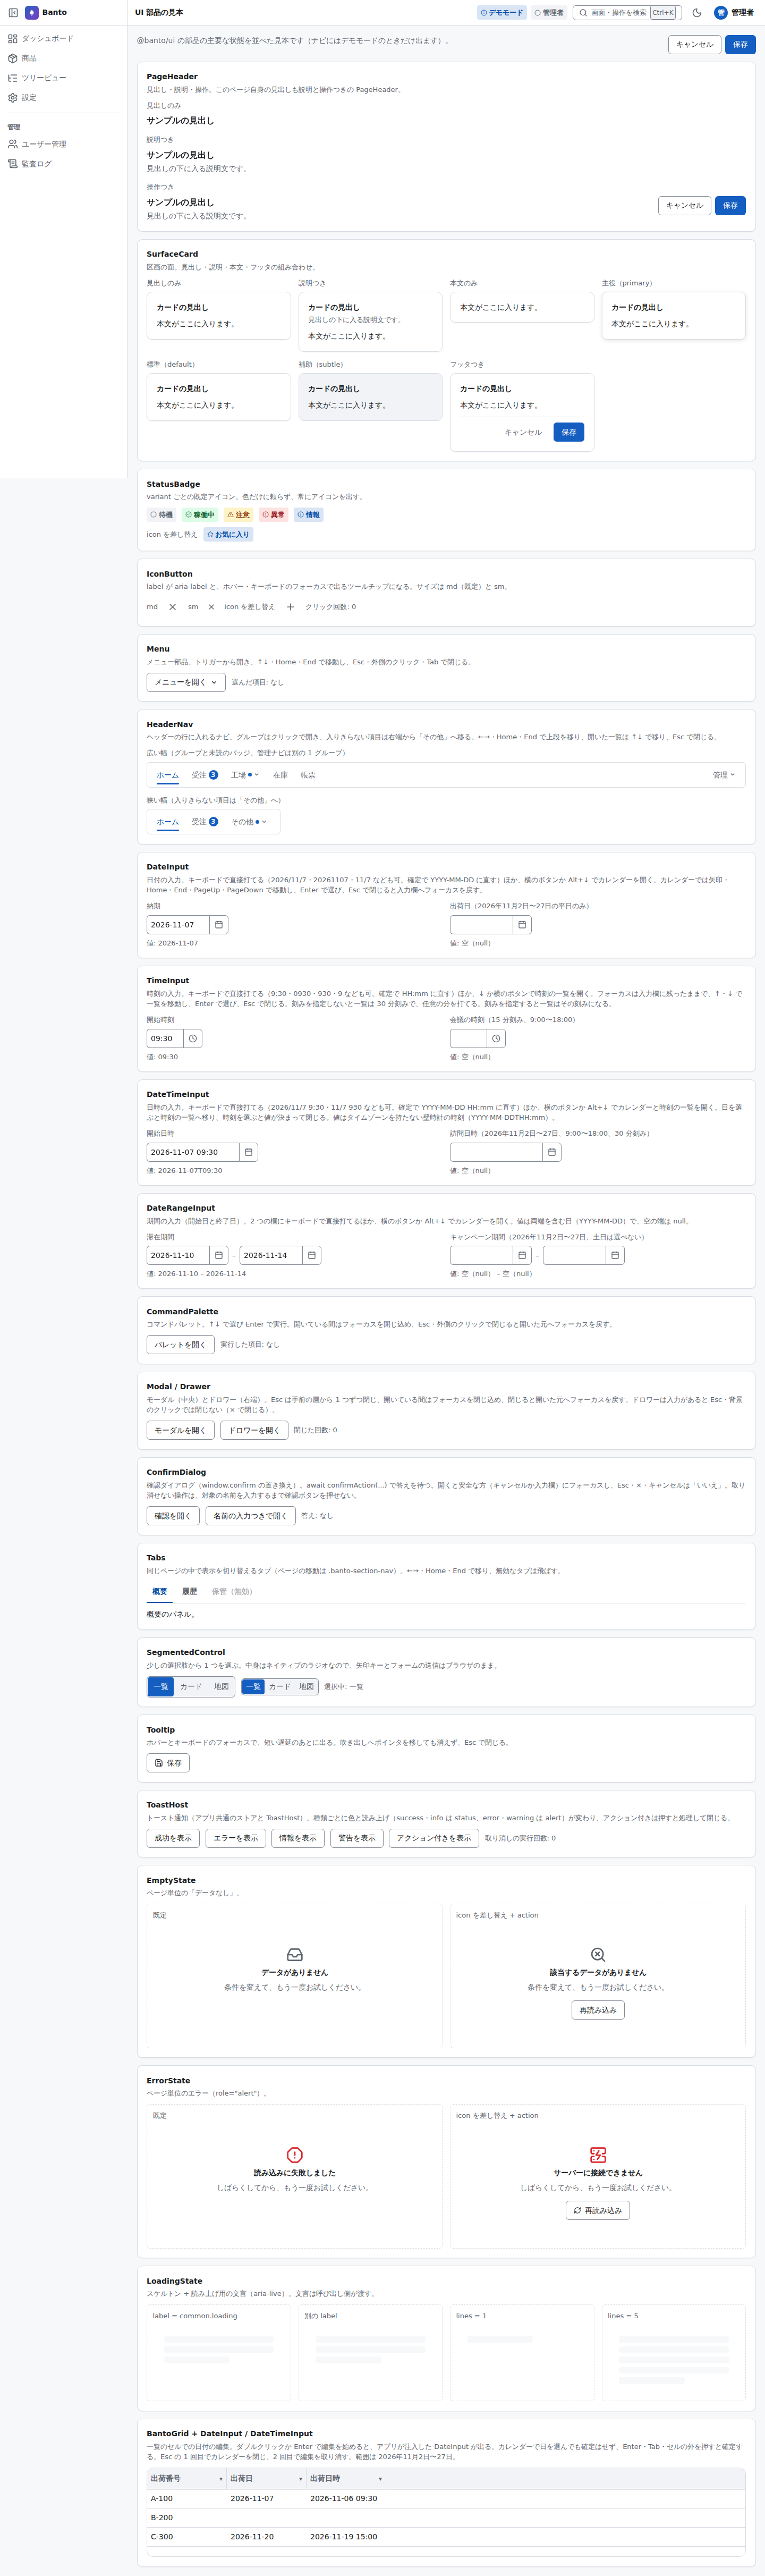 Banto
UI 部品の見本
デモモード
管理者
画面・操作を検索
Ctrl+K
管
管理者
ダッシュボード
商品
ツリービュー
設定
管理
ユーザー管理
監査ログ
@banto/ui の部品の主要な状態を並べた見本です（ナビにはデモモードのときだけ出ます）。
キャンセル
保存
PageHeader
見出し・説明・操作。このページ自身の見出しも説明と操作つきの PageHeader。
見出しのみ
サンプルの見出し
説明つき
サンプルの見出し
見出しの下に入る説明文です。
操作つき
サンプルの見出し
見出しの下に入る説明文です。
キャンセル
保存
SurfaceCard
区画の面。見出し・説明・本文・フッタの組み合わせ。
見出しのみ
説明つき
本文のみ
主役（primary）
カードの見出し
本文がここに入ります。
カードの見出し
見出しの下に入る説明文です。
本文がここに入ります。
本文がここに入ります。
カードの見出し
本文がここに入ります。
標準（default）
補助（subtle）
フッタつき
カードの見出し
本文がここに入ります。
カードの見出し
本文がここに入ります。
カードの見出し
本文がここに入ります。
キャンセル
保存
StatusBadge
variant ごとの既定アイコン。色だけに頼らず、常にアイコンを出す。
待機
稼働中
注意
異常
情報
icon を差し替え
お気に入り
IconButton
label が aria-label と、ホバー・キーボードのフォーカスで出るツールチップになる。サイズは md（既定）と sm。
md
sm
icon を差し替え
クリック回数: 0
Menu
メニュー部品。トリガーから開き、↑↓・Home・End で移動し、Esc・外側のクリック・Tab で閉じる。
メニューを開く
選んだ項目: なし
HeaderNav
ヘッダーの行に入れるナビ。グループはクリックで開き、入りきらない項目は右端から「その他」へ移る。←→・Home・End で上段を移り、開いた一覧は ↑↓ で移り、Esc で閉じる。
広い幅（グループと未読のバッジ。管理ナビは別の 1 グループ）
ホーム
受注 3
工場
在庫
帳票
管理
狭い幅（入りきらない項目は「その他」へ）
ホーム
受注 3
その他
DateInput
日付の入力。キーボードで直接打てる（2026/11/7・20261107・11/7 なども可。確定で YYYY-MM-DD に直す）ほか、横のボタンか Alt+↓ でカレンダーを開く。カレンダーでは矢印・
Home・End・PageUp・PageDown で移動し、Enter で選び、Esc で閉じると入力欄へフォーカスを戻す。
納期
出荷日（2026年11月2日〜27日の平日のみ）
2026-11-07
値: 2026-11-07
値: 空（null）
TimeInput
時刻の入力。キーボードで直接打てる（9:30・0930・930・9 なども可。確定で HH:mm に直す）ほか、↓ か横のボタンで時刻の一覧を開く。フォーカスは入力欄に残ったままで、↑・↓ で
一覧を移動し、Enter で選び、Esc で閉じる。刻みを指定しないと一覧は 30 分刻みで、任意の分を打てる。刻みを指定すると一覧はその刻みになる。
開始時刻
会議の時刻（15 分刻み、9:00〜18:00）
09:30
値: 09:30
値: 空（null）
DateTimeInput
日時の入力。キーボードで直接打てる（2026/11/7 9:30・11/7 930 なども可。確定で YYYY-MM-DD HH:mm に直す）ほか、横のボタンか Alt+↓ でカレンダーと時刻の一覧を開く。日を選
ぶと時刻の一覧へ移り、時刻を選ぶと値が決まって閉じる。値はタイムゾーンを持たない壁時計の時刻（YYYY-MM-DDTHH:mm）。
開始日時
訪問日時（2026年11月2日〜27日、9:00〜18:00、30 分刻み）
2026-11-07 09:30
値: 2026-11-07T09:30
値: 空（null）
DateRangeInput
期間の入力（開始日と終了日）。2 つの欄にキーボードで直接打てるほか、横のボタンか Alt+↓ でカレンダーを開く。値は両端を含む日（YYYY-MM-DD）で、空の端は null。
滞在期間
キャンペーン期間（2026年11月2日〜27日、土日は選べない）
2026-11-10
–
2026-11-14
–
値: 2026-11-10 – 2026-11-14
値: 空（null） – 空（null）
CommandPalette
コマンドパレット。↑↓ で選び Enter で実行。開いている間はフォーカスを閉じ込め、Esc・外側のクリックで閉じると開いた元へフォーカスを戻す。
パレットを開く
実行した項目: なし
Modal / Drawer
モーダル（中央）とドロワー（右端）。Esc は手前の層から 1 つずつ閉じ、開いている間はフォーカスを閉じ込め、閉じると開いた元へフォーカスを戻す。ドロワーは入力があると Esc・背景
のクリックでは閉じない（× で閉じる）。
モーダルを開く
ドロワーを開く
閉じた回数: 0
ConfirmDialog
確認ダイアログ（window.confirm の置き換え）。await confirmAction(...) で答えを待つ。開くと安全な方（キャンセルか入力欄）にフォーカスし、Esc・×・キャンセルは「いいえ」。取り
消せない操作は、対象の名前を入力するまで確認ボタンを押せない。
確認を開く
名前の入力つきで開く
答え: なし
Tabs
同じページの中で表示を切り替えるタブ（ページの移動は .banto-section-nav）。←→・Home・End で移り、無効なタブは飛ばす。
概要
履歴
保管（無効）
概要のパネル。
SegmentedControl
少しの選択肢から 1 つを選ぶ。中身はネイティブのラジオなので、矢印キーとフォームの送信はブラウザのまま。
一覧
カード
地図
一覧
カード
地図
選択中: 一覧
Tooltip
ホバーとキーボードのフォーカスで、短い遅延のあとに出る。吹き出しへポインタを移しても消えず、Esc で閉じる。
保存
ToastHost
トースト通知（アプリ共通のストアと ToastHost）。種類ごとに色と読み上げ（success・info は status、error・warning は alert）が変わり、アクション付きは押すと処理して閉じる。
成功を表示
エラーを表示
情報を表示
警告を表示
アクション付きを表示
取り消しの実行回数: 0
EmptyState
ページ単位の「データなし」。
既定
icon を差し替え + action
データがありません
条件を変えて、もう一度お試しください。
該当するデータがありません
条件を変えて、もう一度お試しください。
再読み込み
ErrorState
ページ単位のエラー（role="alert"）。
既定
icon を差し替え + action
読み込みに失敗しました
しばらくしてから、もう一度お試しください。
サーバーに接続できません
しばらくしてから、もう一度お試しください。
再読み込み
LoadingState
スケルトン + 読み上げ用の文言（aria-live）。文言は呼び出し側が渡す。
label = common.loading
別の label
lines = 1
lines = 5
BantoGrid + DateInput / DateTimeInput
一覧のセルでの日付の編集。ダブルクリックか Enter で編集を始めると、アプリが注入した DateInput が出る。カレンダーで日を選んでも確定はせず、Enter・Tab・セルの外を押すと確定す
る。Esc の 1 回目でカレンダーを閉じ、2 回目で編集を取り消す。範囲は 2026年11月2日〜27日。
出荷番号
出荷日
出荷日時
A-100
2026-11-07
2026-11-06 09:30
B-200
C-300
2026-11-20
2026-11-19 15:00